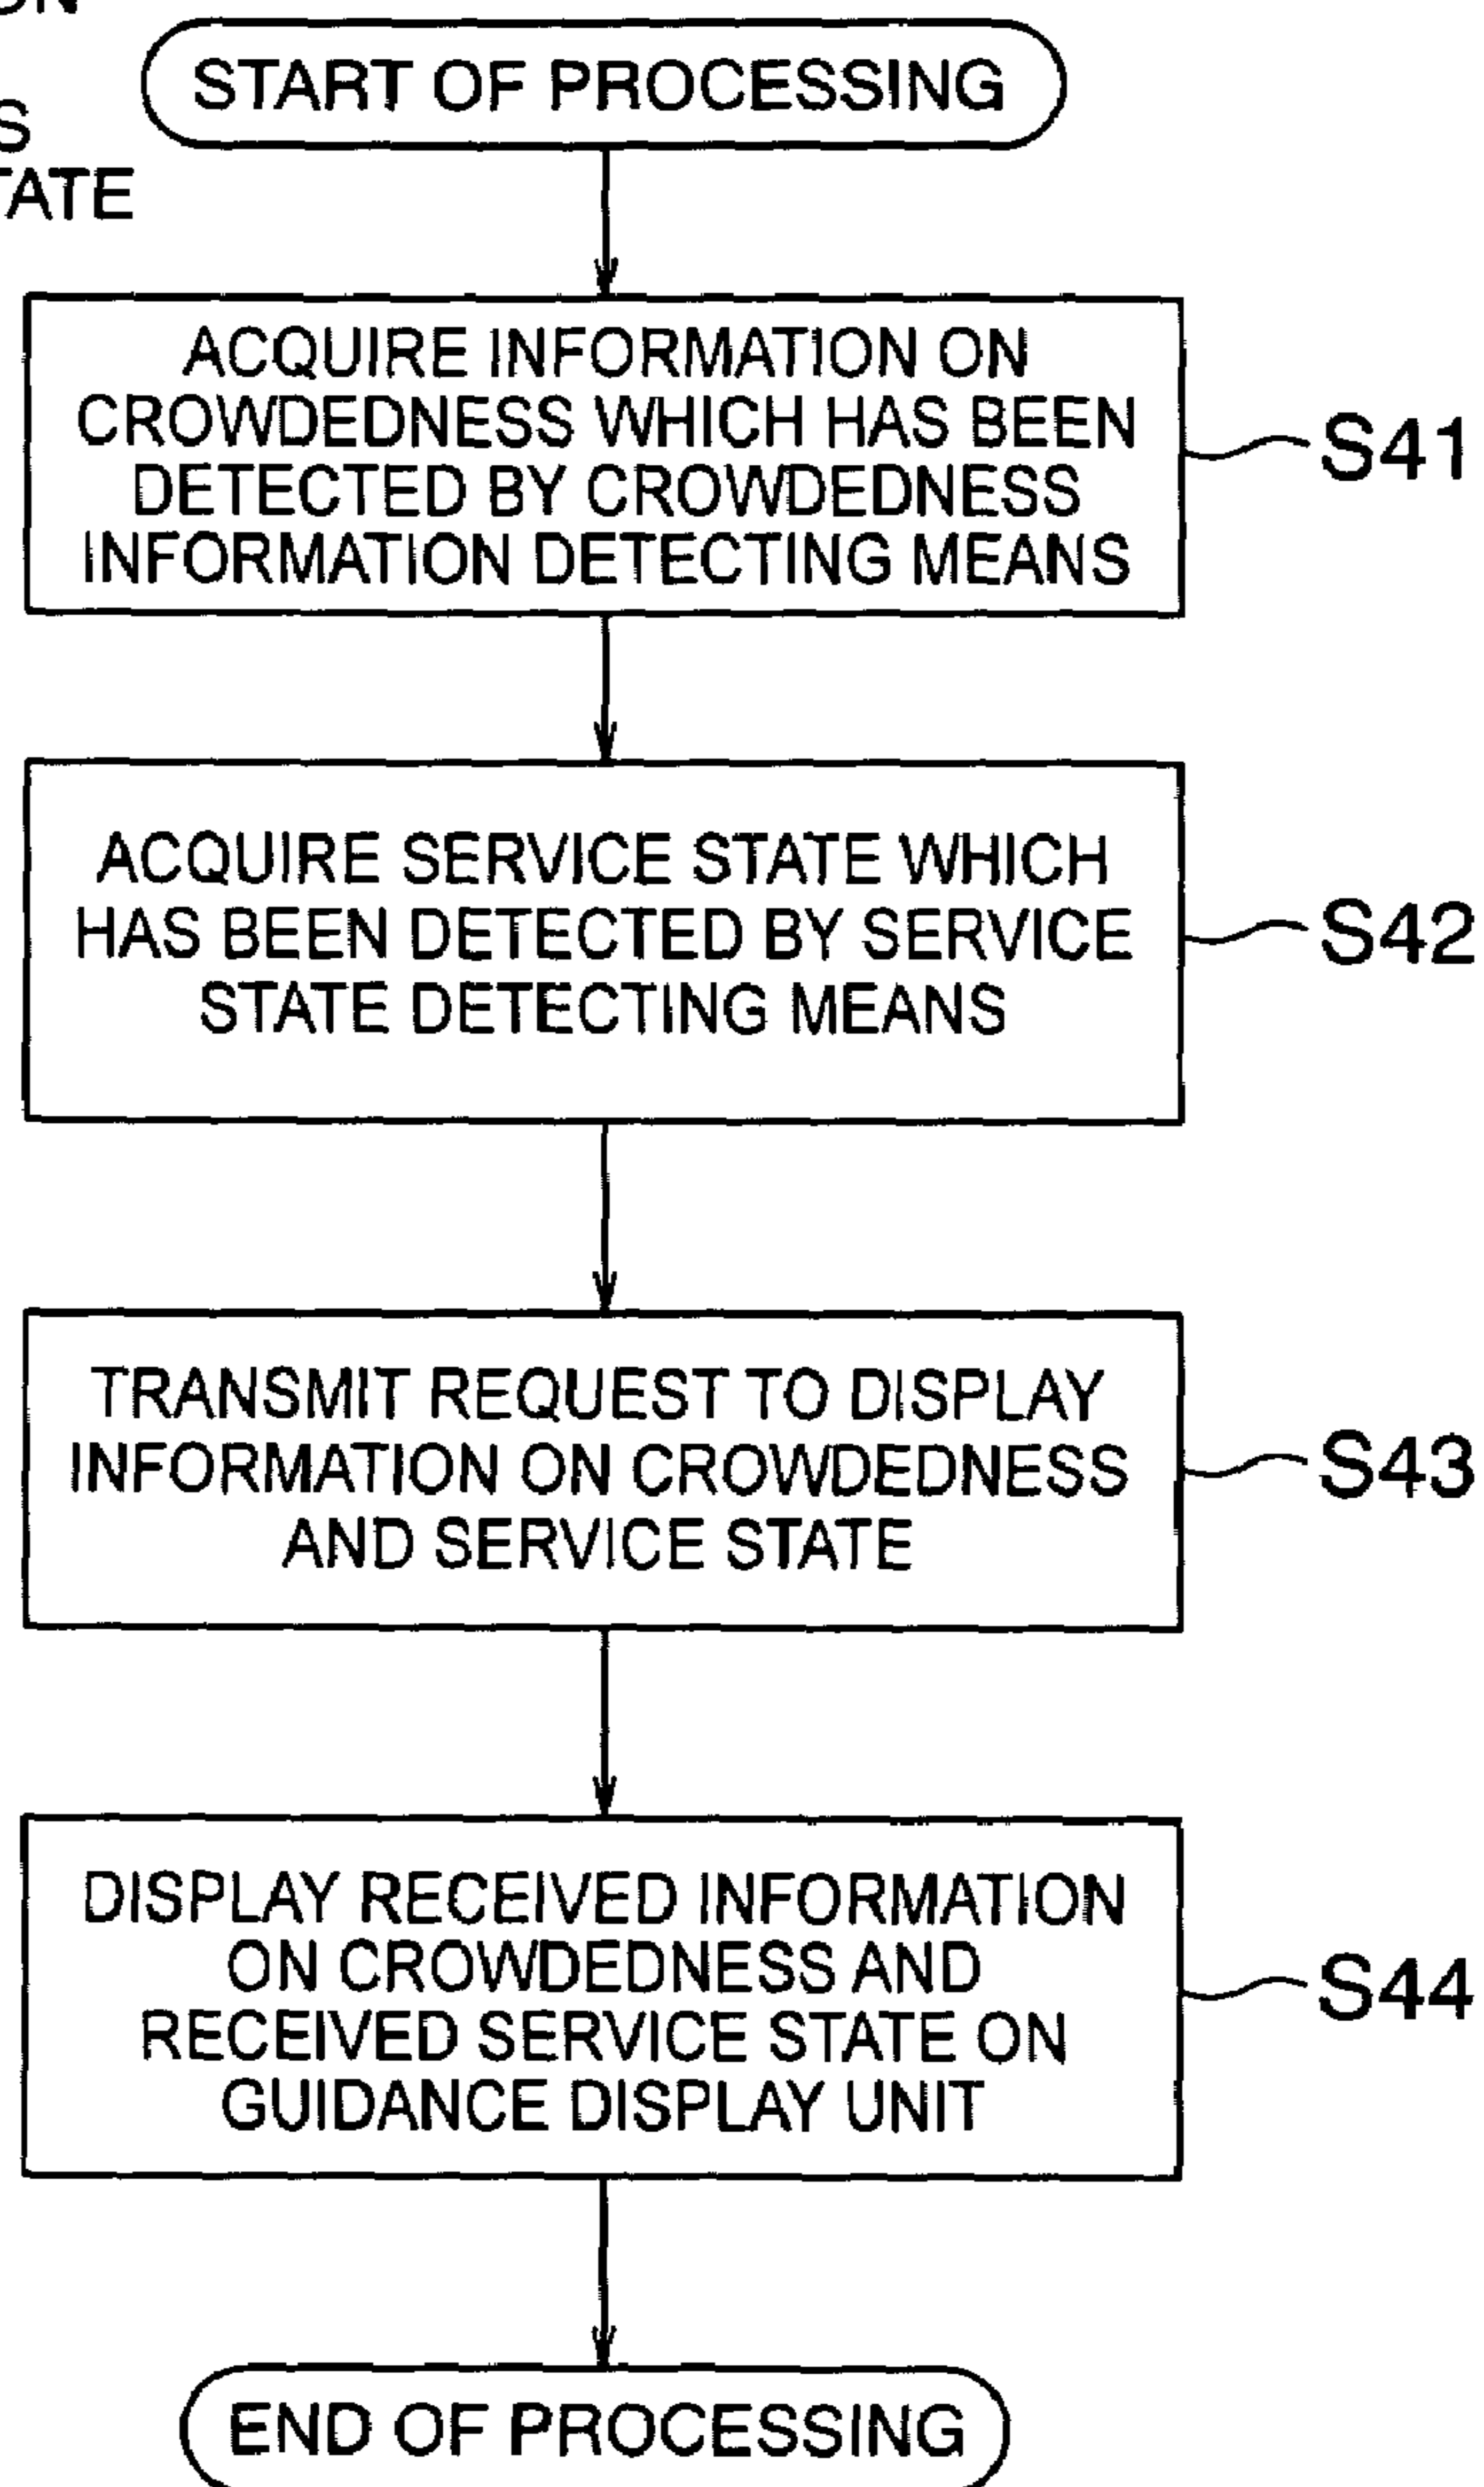 START OF PROCESSING
ACQUIRE INFORMATION ON
CROWDEDNESS WHICH HAS BEEN
DETECTED BY CROWDEDNESS
INFORMATION DETECTING MEANS
S41
ACQUIRE SERVICE STATE WHICH
HAS BEEN DETECTED BY SERVICE
STATE DETECTING MEANS
S42
TRANSMIT REQUEST TO DISPLAY
INFORMATION ON CROWDEDNESS
AND SERVICE STATE
S43
DISPLAY RECEIVED INFORMATION
ON CROWDEDNESS AND
RECEIVED SERVICE STATE ON
GUIDANCE DISPLAY UNIT
S44
END OF PROCESSING